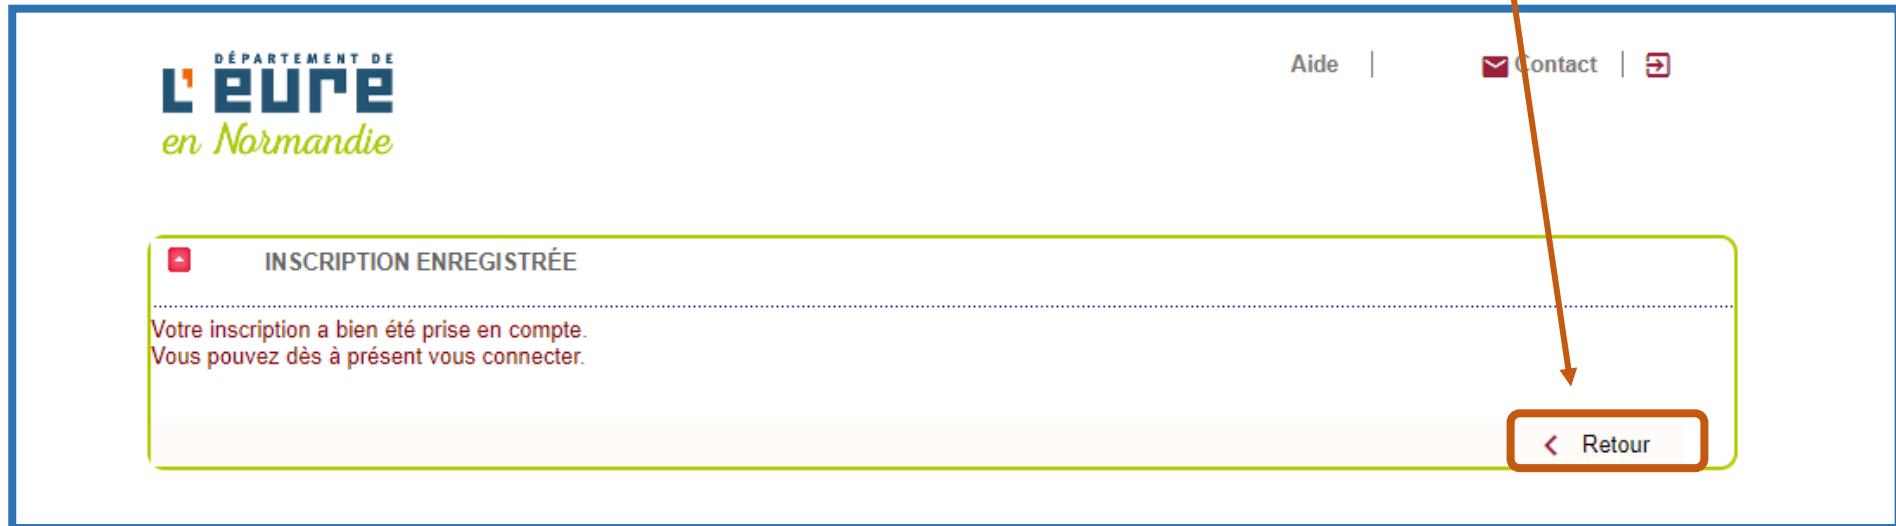 DÉPARTEMENT DE
L'eure
en Normandie
Aide | Contact |
INSCRIPTION ENREGISTRÉE
Votre inscription a bien été prise en compte.
Vous pouvez dès à présent vous connecter.
Retour